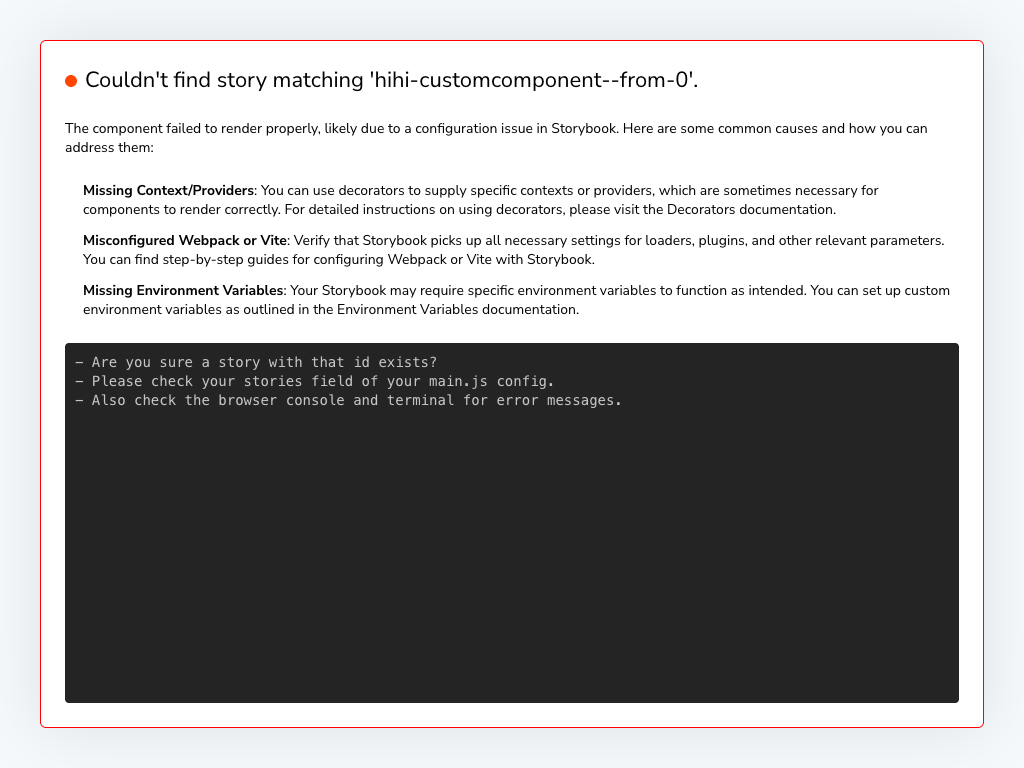 Couldn't find story matching 'hihi-customcomponent--from-0'.
The component failed to render properly, likely due to a configuration issue in Storybook. Here are some common causes and how you can
address them:
Missing Context/Providers: You can use decorators to supply specific contexts or providers, which are sometimes necessary for
components to render correctly. For detailed instructions on using decorators, please visit the Decorators documentation.
Misconfigured Webpack or Vite: Verify that Storybook picks up all necessary settings for loaders, plugins, and other relevant parameters.
You can find step-by-step guides for configuring Webpack or Vite with Storybook.
Missing Environment Variables: Your Storybook may require specific environment variables to function as intended. You can set up custom
environment variables as outlined in the Environment Variables documentation.
- Are you sure a story with that id exists?
- Please check your stories field of your main.js config.
- Also check the browser console and terminal for error messages.